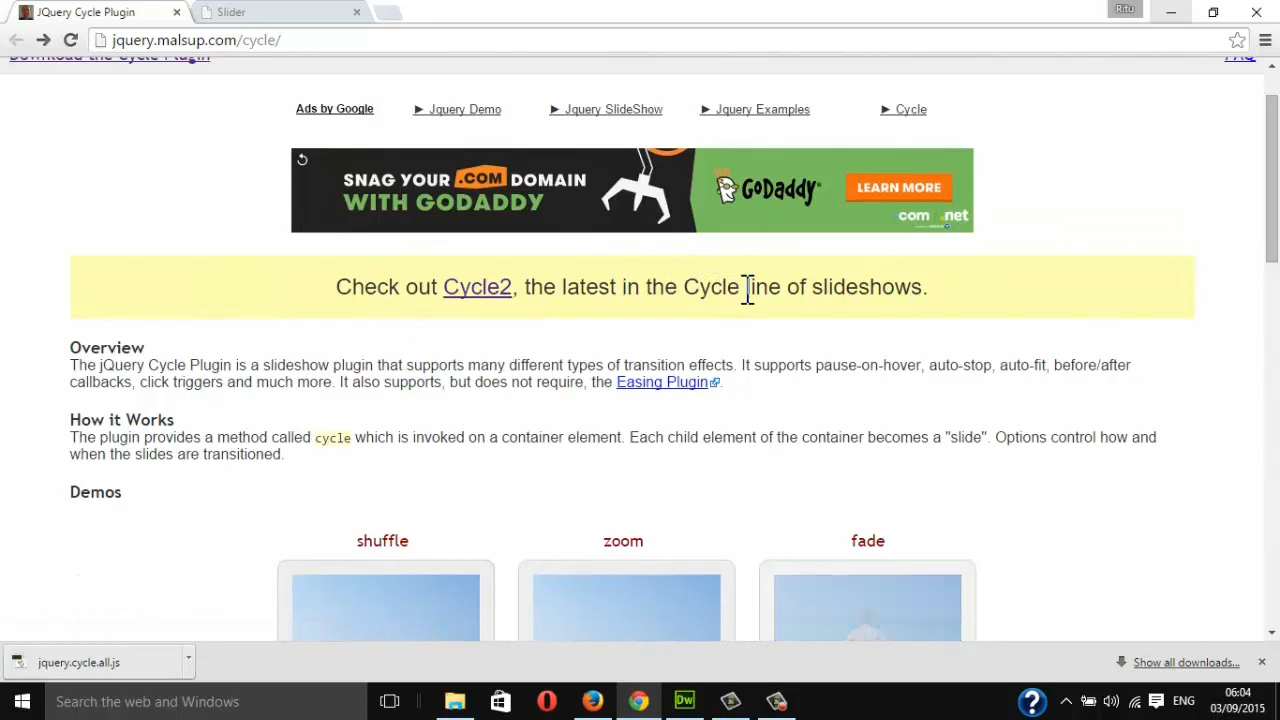 JQuery Cycle Plugin
Slider
Ritu
jquery.malsup.com/cycle/
Download the Cycle Plugin
FAQ
Ads by Google
► Jquery Demo
► Jquery SlideShow
► Jquery Examples
► Cycle
SNAG YOUR .COM DOMAIN
WITH GODADDY
GoDaddy
LEARN MORE
.com .net
Check out Cycle2, the latest in the Cycle line of slideshows.
Overview
The jQuery Cycle Plugin is a slideshow plugin that supports many different types of transition effects. It supports pause-on-hover, auto-stop, auto-fit, before/after
callbacks, click triggers and much more. It also supports, but does not require, the Easing Plugin.
How it Works
The plugin provides a method called cycle which is invoked on a container element. Each child element of the container becomes a "slide". Options control how and
when the slides are transitioned.
Demos
shuffle
zoom
fade
jquery.cycle.all.js
Show all downloads...
Search the web and Windows
Dw
ENG
06:04
03/09/2015